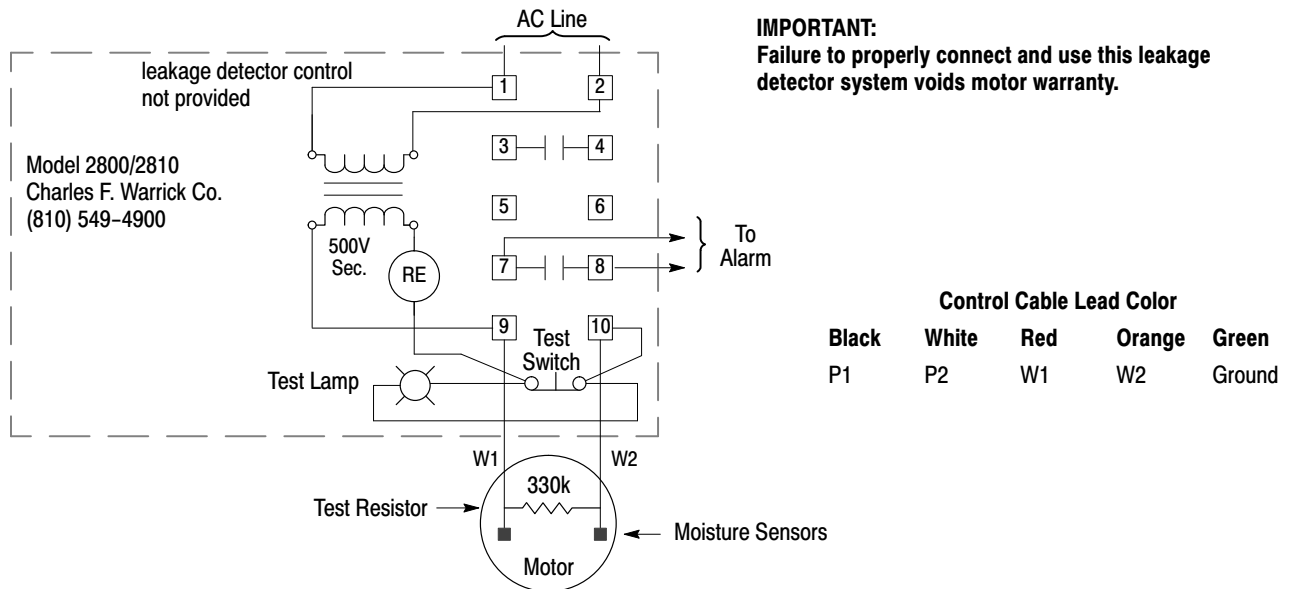 AC Line
IMPORTANT:
Failure to properly connect and use this leakage
detector system voids motor warranty.
leakage detector control
not provided
1
2
3
4
Model 2800/2810
Charles F. Warrick Co.
(810) 549-4900
5
6
500V
Sec.
RE
7
8
To
Alarm
9
10
Test
Switch
Test Lamp
Control Cable Lead Color
Black White Red Orange Green
P1 P2 W1 W2 Ground
W1
W2
330k
Test Resistor
Moisture Sensors
Motor